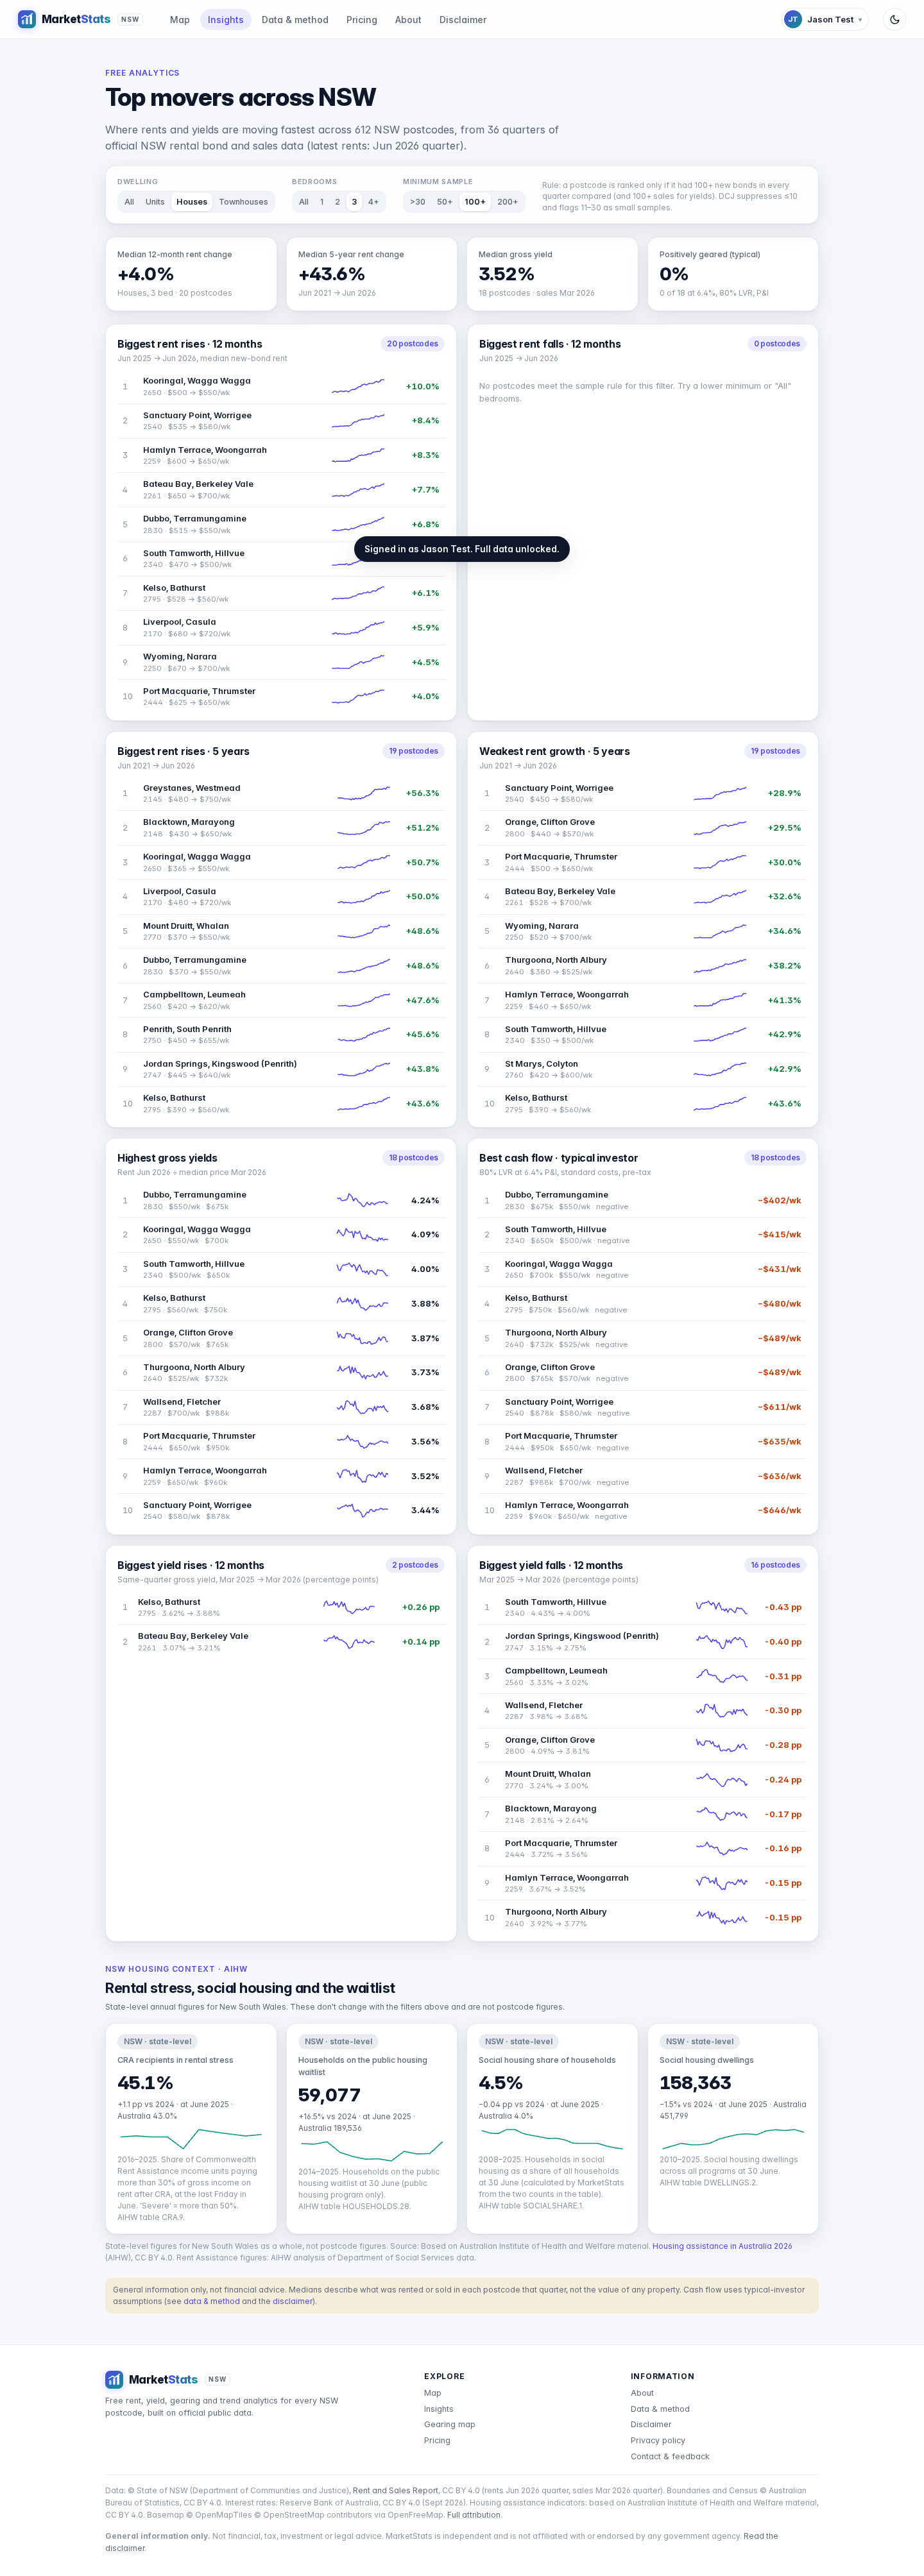 MarketStats NSW Map Insights Data & method Pricing About Disclaimer JT Jason Test
FREE ANALYTICS
Top movers across NSW
Where rents and yields are moving fastest across 612 NSW postcodes, from 36 quarters of
official NSW rental bond and sales data (latest rents: Jun 2026 quarter).
DWELLING
All Units Houses Townhouses
BEDROOMS
All 1 2 3 4+
MINIMUM SAMPLE
>30 50+ 100+ 200+
Rule: a postcode is ranked only if it had 100+ new bonds in every
quarter compared (and 100+ sales for yields). DCJ suppresses ≤10
and flags 11–30 as small samples.
Median 12-month rent change
+4.0%
Houses, 3 bed · 20 postcodes
Median 5-year rent change
+43.6%
Jun 2021 → Jun 2026
Median gross yield
3.52%
18 postcodes · sales Mar 2026
Positively geared (typical)
0%
0 of 18 at 6.4%, 80% LVR, P&I
Biggest rent rises · 12 months 20 postcodes
Jun 2025 → Jun 2026, median new-bond rent
1 Kooringal, Wagga Wagga +10.0%
2650 · $500 → $550/wk
2 Sanctuary Point, Worrigee +8.4%
2540 · $535 → $580/wk
3 Hamlyn Terrace, Woongarrah +8.3%
2259 · $600 → $650/wk
4 Bateau Bay, Berkeley Vale +7.7%
2261 · $650 → $700/wk
5 Dubbo, Terramungamine +6.8%
2830 · $515 → $550/wk
6 South Tamworth, Hillvue
2340 · $470 → $500/wk
7 Kelso, Bathurst +6.1%
2795 · $528 → $560/wk
8 Liverpool, Casula +5.9%
2170 · $680 → $720/wk
9 Wyoming, Narara +4.5%
2250 · $670 → $700/wk
10 Port Macquarie, Thrumster +4.0%
2444 · $625 → $650/wk
Biggest rent falls · 12 months 0 postcodes
Jun 2025 → Jun 2026
No postcodes meet the sample rule for this filter. Try a lower minimum or "All"
bedrooms.
Signed in as Jason Test. Full data unlocked.
Biggest rent rises · 5 years 19 postcodes
Jun 2021 → Jun 2026
1 Greystanes, Westmead +56.3%
2145 · $480 → $750/wk
2 Blacktown, Marayong +51.2%
2148 · $430 → $650/wk
3 Kooringal, Wagga Wagga +50.7%
2650 · $365 → $550/wk
4 Liverpool, Casula +50.0%
2170 · $480 → $720/wk
5 Mount Druitt, Whalan +48.6%
2770 · $370 → $550/wk
6 Dubbo, Terramungamine +48.6%
2830 · $370 → $550/wk
7 Campbelltown, Leumeah +47.6%
2560 · $420 → $620/wk
8 Penrith, South Penrith +45.6%
2750 · $450 → $655/wk
9 Jordan Springs, Kingswood (Penrith) +43.8%
2747 · $445 → $640/wk
10 Kelso, Bathurst +43.6%
2795 · $390 → $560/wk
Weakest rent growth · 5 years 19 postcodes
Jun 2021 → Jun 2026
1 Sanctuary Point, Worrigee +28.9%
2540 · $450 → $580/wk
2 Orange, Clifton Grove +29.5%
2800 · $440 → $570/wk
3 Port Macquarie, Thrumster +30.0%
2444 · $500 → $650/wk
4 Bateau Bay, Berkeley Vale +32.6%
2261 · $528 → $700/wk
5 Wyoming, Narara +34.6%
2250 · $520 → $700/wk
6 Thurgoona, North Albury +38.2%
2640 · $380 → $525/wk
7 Hamlyn Terrace, Woongarrah +41.3%
2259 · $460 → $650/wk
8 South Tamworth, Hillvue +42.9%
2340 · $350 → $500/wk
9 St Marys, Colyton +42.9%
2760 · $420 → $600/wk
10 Kelso, Bathurst +43.6%
2795 · $390 → $560/wk
Highest gross yields 18 postcodes
Rent Jun 2026 ÷ median price Mar 2026
1 Dubbo, Terramungamine 4.24%
2830 · $550/wk · $675k
2 Kooringal, Wagga Wagga 4.09%
2650 · $550/wk · $700k
3 South Tamworth, Hillvue 4.00%
2340 · $500/wk · $650k
4 Kelso, Bathurst 3.88%
2795 · $560/wk · $750k
5 Orange, Clifton Grove 3.87%
2800 · $570/wk · $765k
6 Thurgoona, North Albury 3.73%
2640 · $525/wk · $732k
7 Wallsend, Fletcher 3.68%
2287 · $700/wk · $988k
8 Port Macquarie, Thrumster 3.56%
2444 · $650/wk · $950k
9 Hamlyn Terrace, Woongarrah 3.52%
2259 · $650/wk · $960k
10 Sanctuary Point, Worrigee 3.44%
2540 · $580/wk · $878k
Best cash flow · typical investor 18 postcodes
80% LVR at 6.4% P&I, standard costs, pre-tax
1 Dubbo, Terramungamine −$402/wk
2830 · $675k · $550/wk · negative
2 South Tamworth, Hillvue −$415/wk
2340 · $650k · $500/wk · negative
3 Kooringal, Wagga Wagga −$431/wk
2650 · $700k · $550/wk · negative
4 Kelso, Bathurst −$480/wk
2795 · $750k · $560/wk · negative
5 Thurgoona, North Albury −$489/wk
2640 · $732k · $525/wk · negative
6 Orange, Clifton Grove −$489/wk
2800 · $765k · $570/wk · negative
7 Sanctuary Point, Worrigee −$611/wk
2540 · $878k · $580/wk · negative
8 Port Macquarie, Thrumster −$635/wk
2444 · $950k · $650/wk · negative
9 Wallsend, Fletcher −$636/wk
2287 · $988k · $700/wk · negative
10 Hamlyn Terrace, Woongarrah −$646/wk
2259 · $960k · $650/wk · negative
Biggest yield rises · 12 months 2 postcodes
Same-quarter gross yield, Mar 2025 → Mar 2026 (percentage points)
1 Kelso, Bathurst +0.26 pp
2795 · 3.62% → 3.88%
2 Bateau Bay, Berkeley Vale +0.14 pp
2261 · 3.07% → 3.21%
Biggest yield falls · 12 months 16 postcodes
Mar 2025 → Mar 2026 (percentage points)
1 South Tamworth, Hillvue -0.43 pp
2340 · 4.43% → 4.00%
2 Jordan Springs, Kingswood (Penrith) -0.40 pp
2747 · 3.15% → 2.75%
3 Campbelltown, Leumeah -0.31 pp
2560 · 3.33% → 3.02%
4 Wallsend, Fletcher -0.30 pp
2287 · 3.98% → 3.68%
5 Orange, Clifton Grove -0.28 pp
2800 · 4.09% → 3.81%
6 Mount Druitt, Whalan -0.24 pp
2770 · 3.24% → 3.00%
7 Blacktown, Marayong -0.17 pp
2148 · 2.81% → 2.64%
8 Port Macquarie, Thrumster -0.16 pp
2444 · 3.72% → 3.56%
9 Hamlyn Terrace, Woongarrah -0.15 pp
2259 · 3.67% → 3.52%
10 Thurgoona, North Albury -0.15 pp
2640 · 3.92% → 3.77%
NSW HOUSING CONTEXT · AIHW
Rental stress, social housing and the waitlist
State-level annual figures for New South Wales. These don't change with the filters above and are not postcode figures.
NSW · state-level
CRA recipients in rental stress
45.1%
+1.1 pp vs 2024 · at June 2025 ·
Australia 43.0%
2016–2025. Share of Commonwealth
Rent Assistance income units paying
more than 30% of gross income on
rent after CRA, at the last Friday in
June. 'Severe' = more than 50%.
AIHW table CRA.9.
NSW · state-level
Households on the public housing
waitlist
59,077
+16.5% vs 2024 · at June 2025 ·
Australia 189,536
2014–2025. Households on the public
housing waitlist at 30 June (public
housing program only).
AIHW table HOUSEHOLDS.28.
NSW · state-level
Social housing share of households
4.5%
−0.04 pp vs 2024 · at June 2025 ·
Australia 4.0%
2008–2025. Households in social
housing as a share of all households
at 30 June (calculated by MarketStats
from the two counts in the table).
AIHW table SOCIALSHARE.1.
NSW · state-level
Social housing dwellings
158,363
−1.5% vs 2024 · at June 2025 · Australia
451,799
2010–2025. Social housing dwellings
across all programs at 30 June.
AIHW table DWELLINGS.2.
State-level figures for New South Wales as a whole, not postcode figures. Source: Based on Australian Institute of Health and Welfare material. Housing assistance in Australia 2026
(AIHW), CC BY 4.0. Rent Assistance figures: AIHW analysis of Department of Social Services data.
General information only, not financial advice. Medians describe what was rented or sold in each postcode that quarter, not the value of any property. Cash flow uses typical-investor
assumptions (see data & method and the disclaimer).
MarketStats NSW
Free rent, yield, gearing and trend analytics for every NSW
postcode, built on official public data.
EXPLORE
Map
Insights
Gearing map
Pricing
INFORMATION
About
Data & method
Disclaimer
Privacy policy
Contact & feedback
Data: © State of NSW (Department of Communities and Justice), Rent and Sales Report, CC BY 4.0 (rents Jun 2026 quarter, sales Mar 2026 quarter). Boundaries and Census © Australian
Bureau of Statistics, CC BY 4.0. Interest rates: Reserve Bank of Australia, CC BY 4.0 (Sept 2026). Housing assistance indicators: based on Australian Institute of Health and Welfare material,
CC BY 4.0. Basemap © OpenMapTiles © OpenStreetMap contributors via OpenFreeMap. Full attribution.
General information only. Not financial, tax, investment or legal advice. MarketStats is independent and is not affiliated with or endorsed by any government agency. Read the
disclaimer.